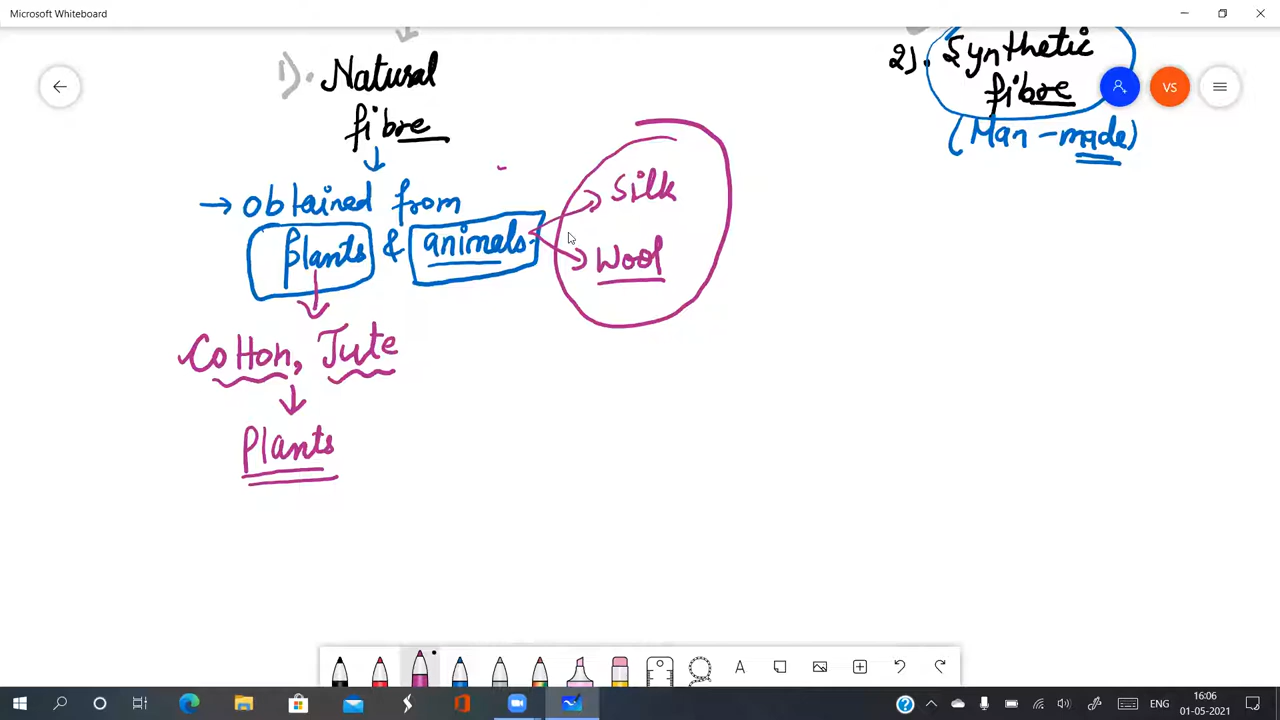 Microsoft Whiteboard
1). Natural
fibre
→ obtained from
plants & animals.
Silk
Wool
Cotton, Jute
Plants
2). Synthetic
fibre
(Man-made)
VS
A
ENG
16:06
01-05-2021